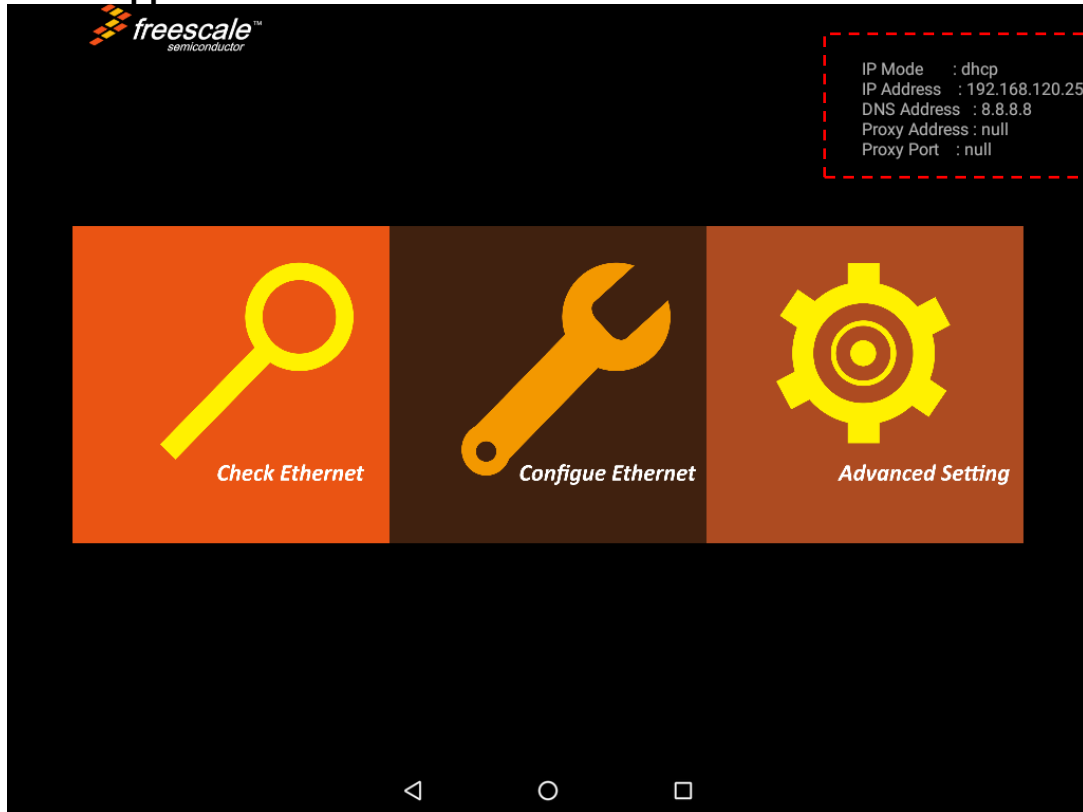 freescale™
semiconductor
IP Mode : dhcp
IP Address : 192.168.120.25
DNS Address : 8.8.8.8
Proxy Address : null
Proxy Port : null
Check Ethernet
Configue Ethernet
Advanced Setting